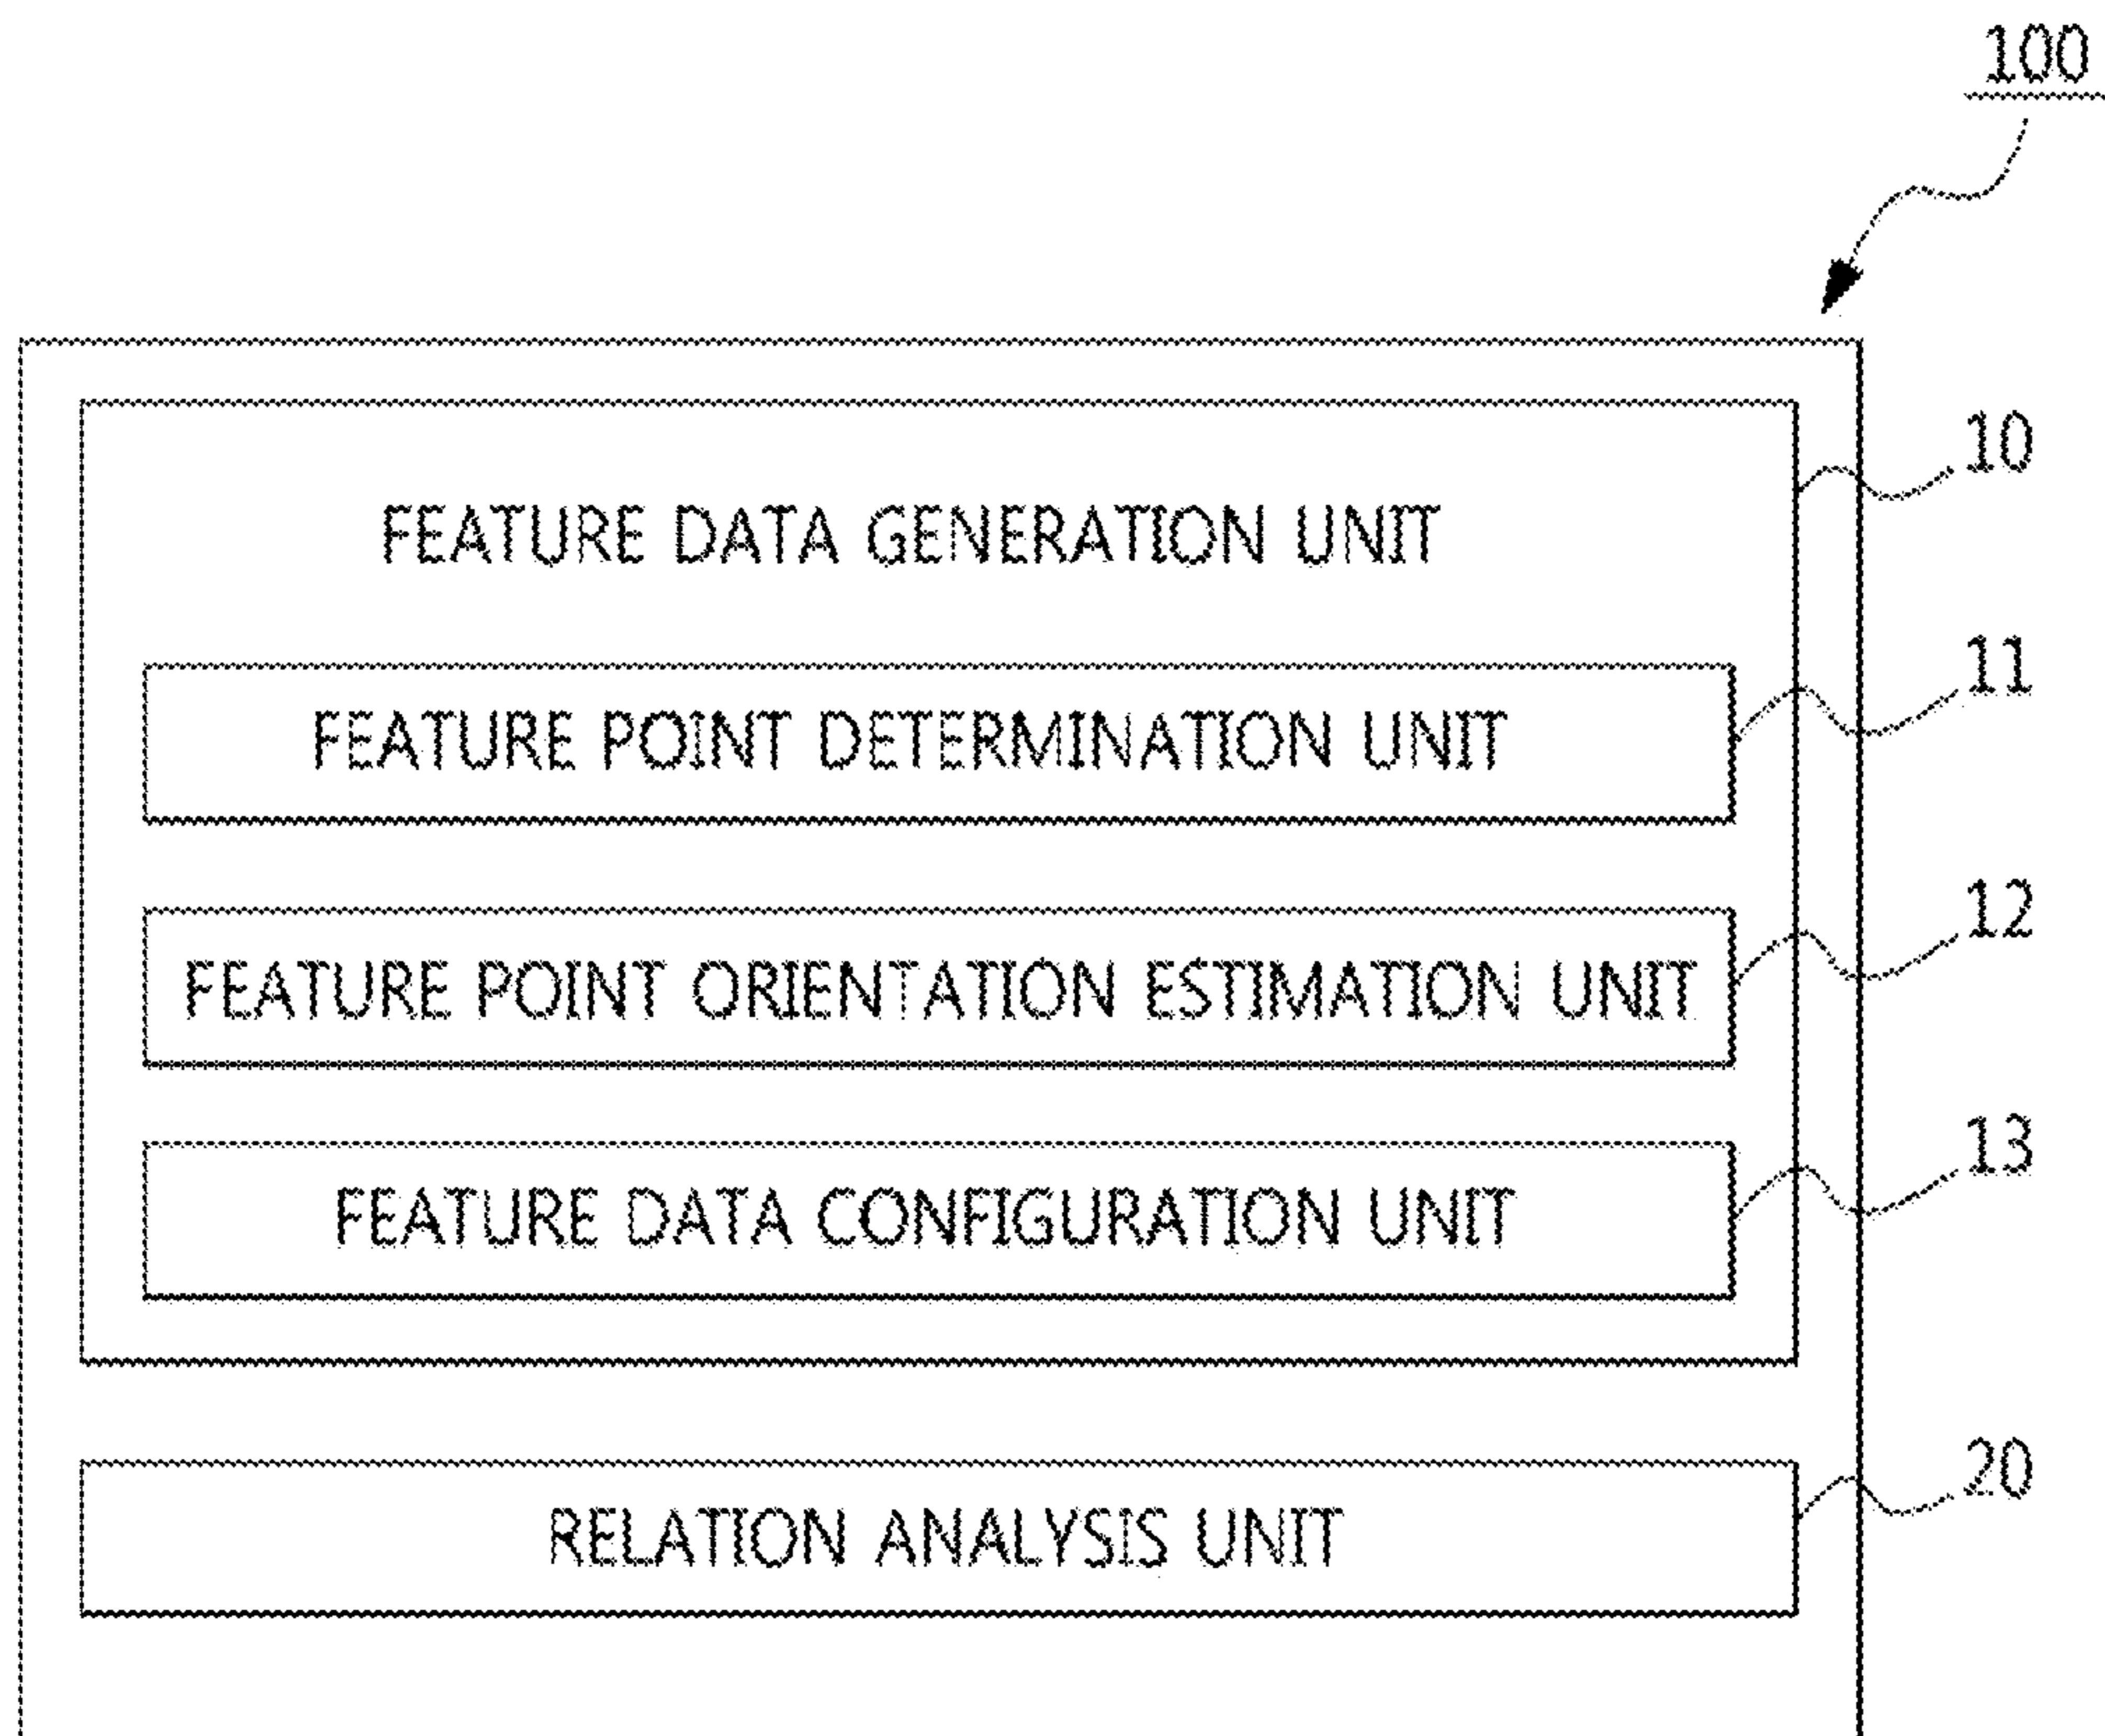 100
10
FEATURE DATA GENERATION UNIT
11
FEATURE POINT DETERMINATION UNIT
12
FEATURE POINT ORIENTATION ESTIMATION UNIT
13
FEATURE DATA CONFIGURATION UNIT
20
RELATION ANALYSIS UNIT